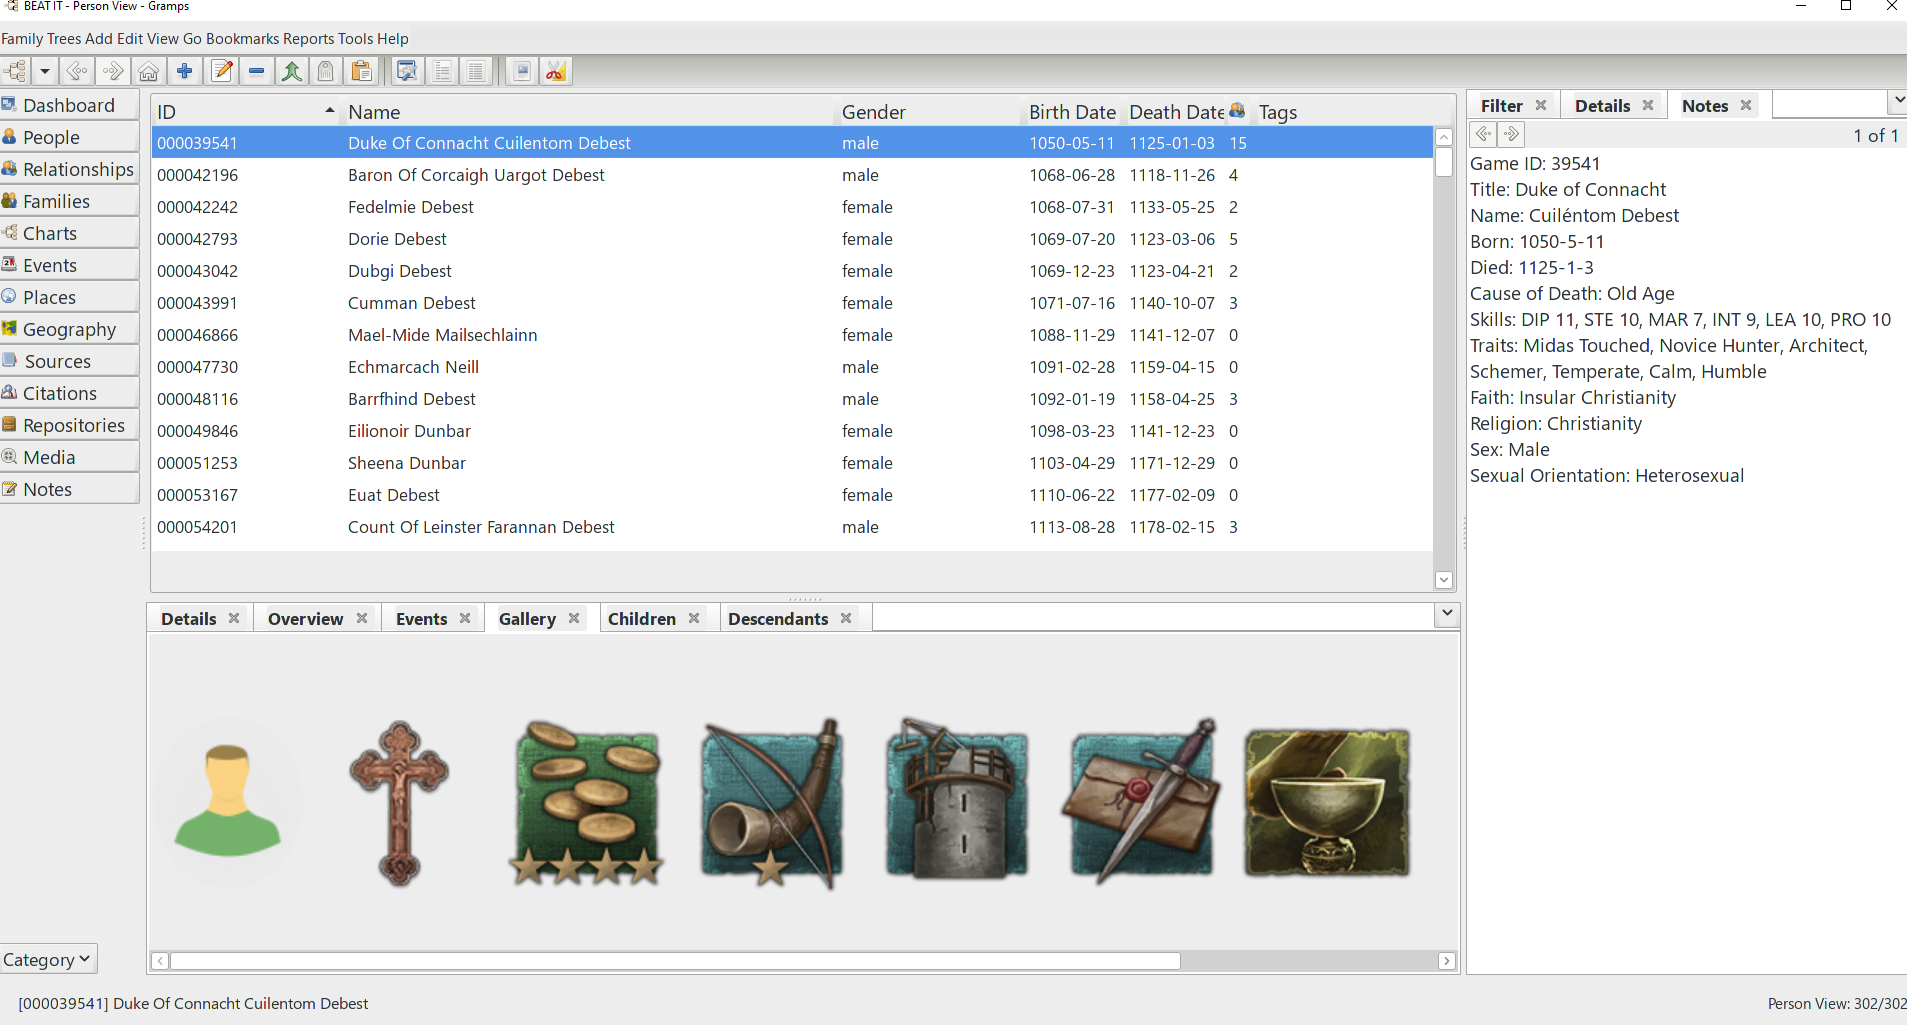 BEAT IT - Person View - Gramps
Family Trees Add Edit View Go Bookmarks Reports Tools Help
Dashboard
People
Relationships
Families
Charts
Events
Places
Geography
Sources
Citations
Repositories
Media
Notes
Category
ID Name Gender Birth Date Death Date Tags
000039541 Duke Of Connacht Cuilentom Debest male 1050-05-11 1125-01-03 15
000042196 Baron Of Corcaigh Uargot Debest male 1068-06-28 1118-11-26 4
000042242 Fedelmie Debest female 1068-07-31 1133-05-25 2
000042793 Dorie Debest female 1069-07-20 1123-03-06 5
000043042 Dubgi Debest female 1069-12-23 1123-04-21 2
000043991 Cumman Debest female 1071-07-16 1140-10-07 3
000046866 Mael-Mide Mailsechlainn female 1088-11-29 1141-12-07 0
000047730 Echmarcach Neill male 1091-02-28 1159-04-15 0
000048116 Barrfhind Debest male 1092-01-19 1158-04-25 3
000049846 Eilionoir Dunbar female 1098-03-23 1141-12-23 0
000051253 Sheena Dunbar female 1103-04-29 1171-12-29 0
000053167 Euat Debest female 1110-06-22 1177-02-09 0
000054201 Count Of Leinster Farannan Debest male 1113-08-28 1178-02-15 3
Details Overview Events Gallery Children Descendants
Filter Details Notes
1 of 1
Game ID: 39541
Title: Duke of Connacht
Name: Cuiléntom Debest
Born: 1050-5-11
Died: 1125-1-3
Cause of Death: Old Age
Skills: DIP 11, STE 10, MAR 7, INT 9, LEA 10, PRO 10
Traits: Midas Touched, Novice Hunter, Architect,
Schemer, Temperate, Calm, Humble
Faith: Insular Christianity
Religion: Christianity
Sex: Male
Sexual Orientation: Heterosexual
[000039541] Duke Of Connacht Cuilentom Debest
Person View: 302/302